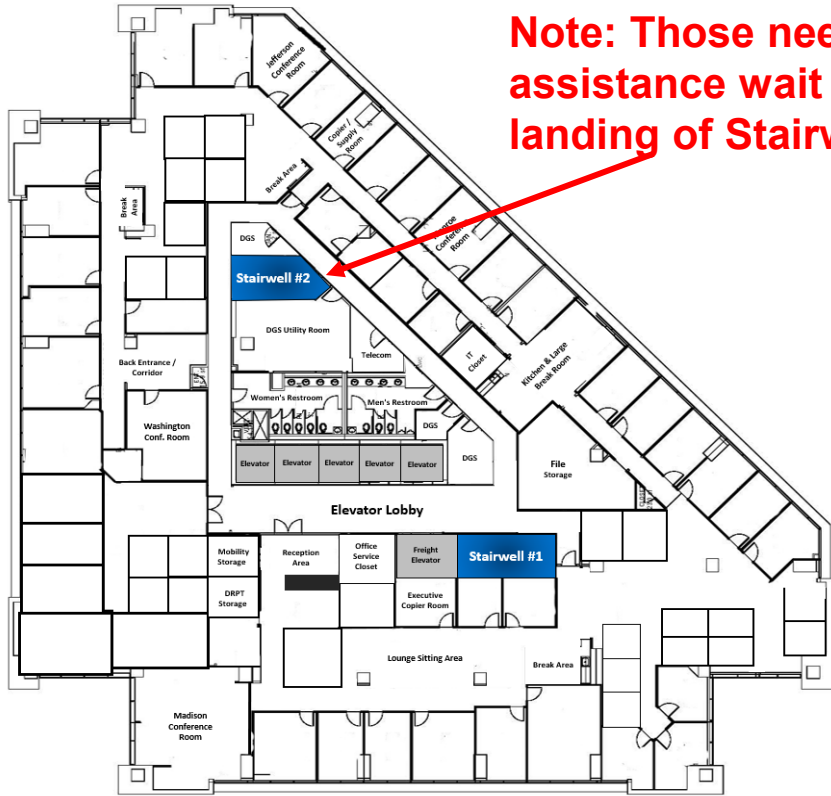 Note: Those nee
assistance wait
landing of Stairw
Jefferson
Conference
Room
Copier /
Supply
Room
Break Area
Break
Area
Conference
Room
DGS
Stairwell #2
DGS Utility Room
Telecom
IT
Closet
Kitchen & Large
Break Room
Back Entrance /
Corridor
Women's Restroom
Men's Restroom
Washington
Conf. Room
DGS
DGS
File
Storage
Elevator
Elevator
Elevator
Elevator
Elevator
Elevator Lobby
Mobility
Storage
Reception
Area
Office
Service
Closet
Freight
Elevator
Stairwell #1
DRPT
Storage
Executive
Copier Room
Lounge Sitting Area
Break Area
Madison
Conference
Room